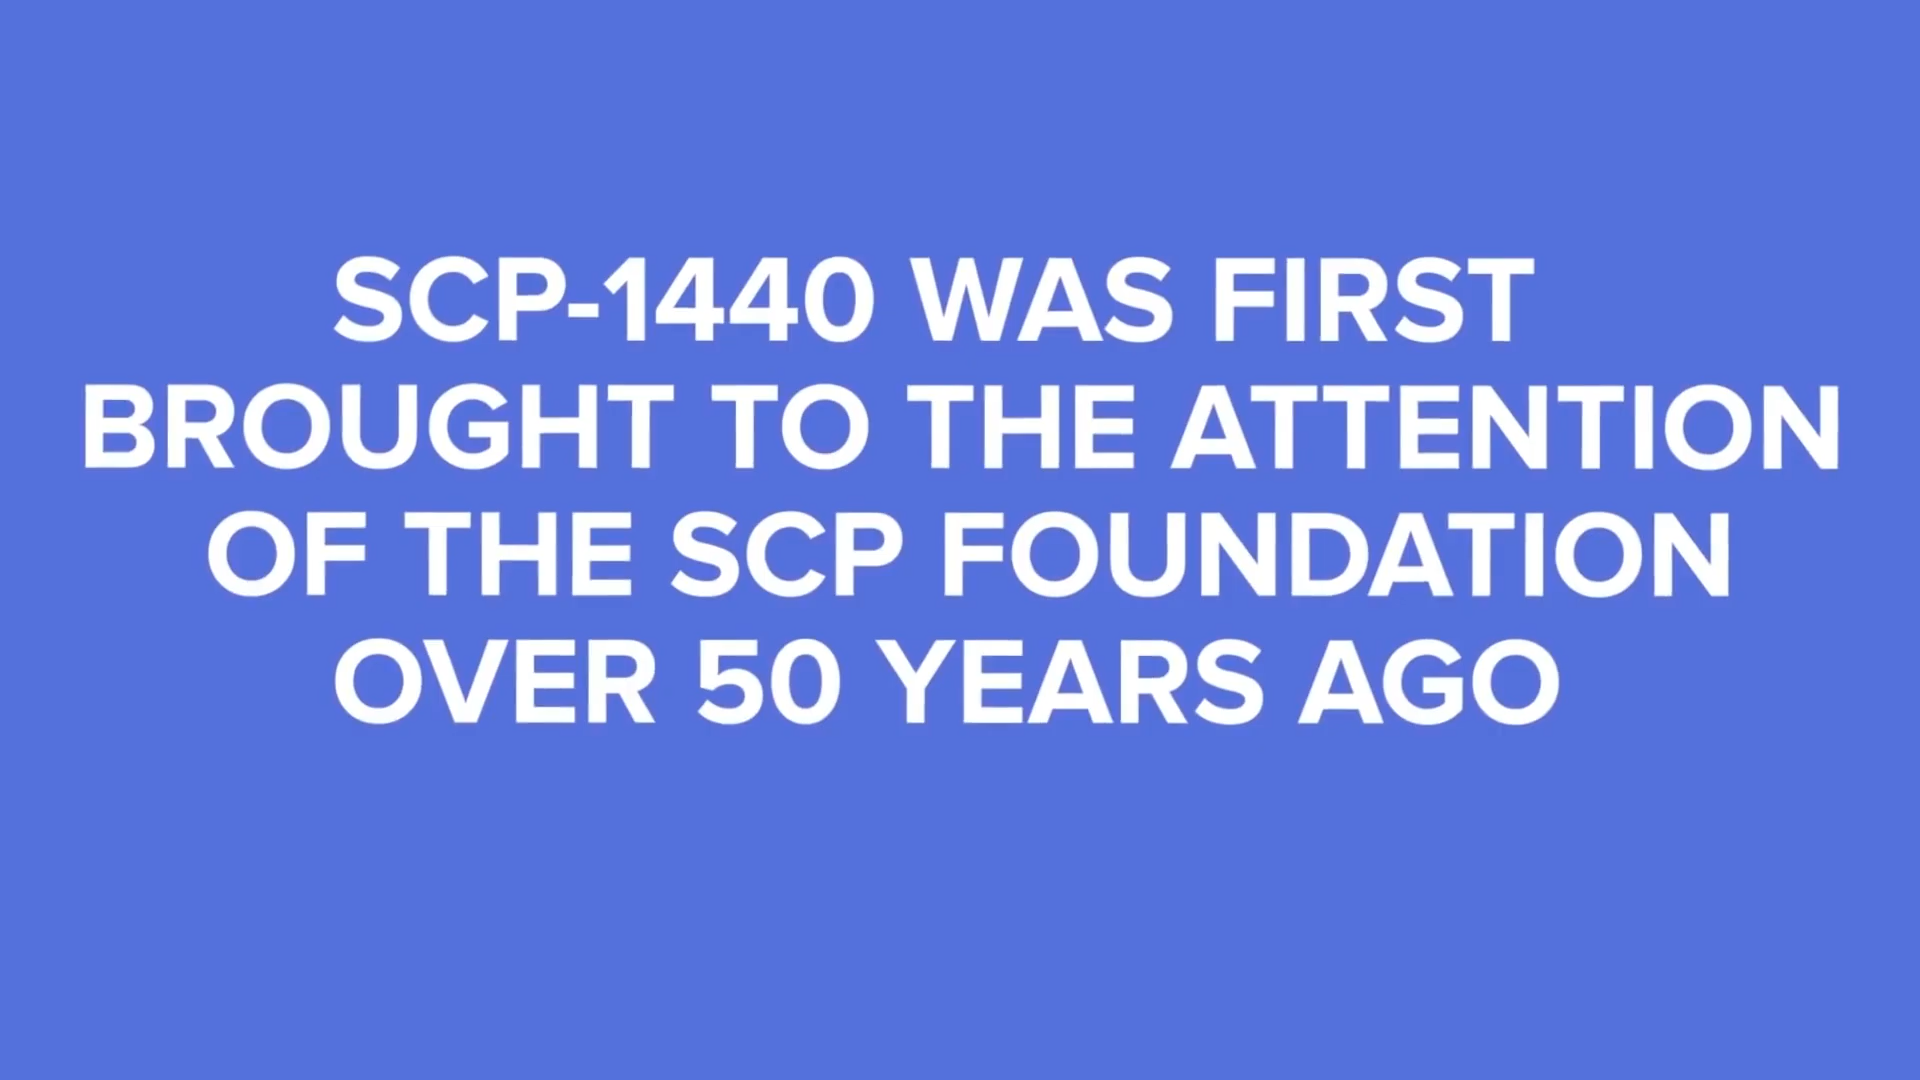 SCP-1440 WAS FIRST
BROUGHT TO THE ATTENTION
OF THE SCP FOUNDATION
OVER 50 YEARS AGO